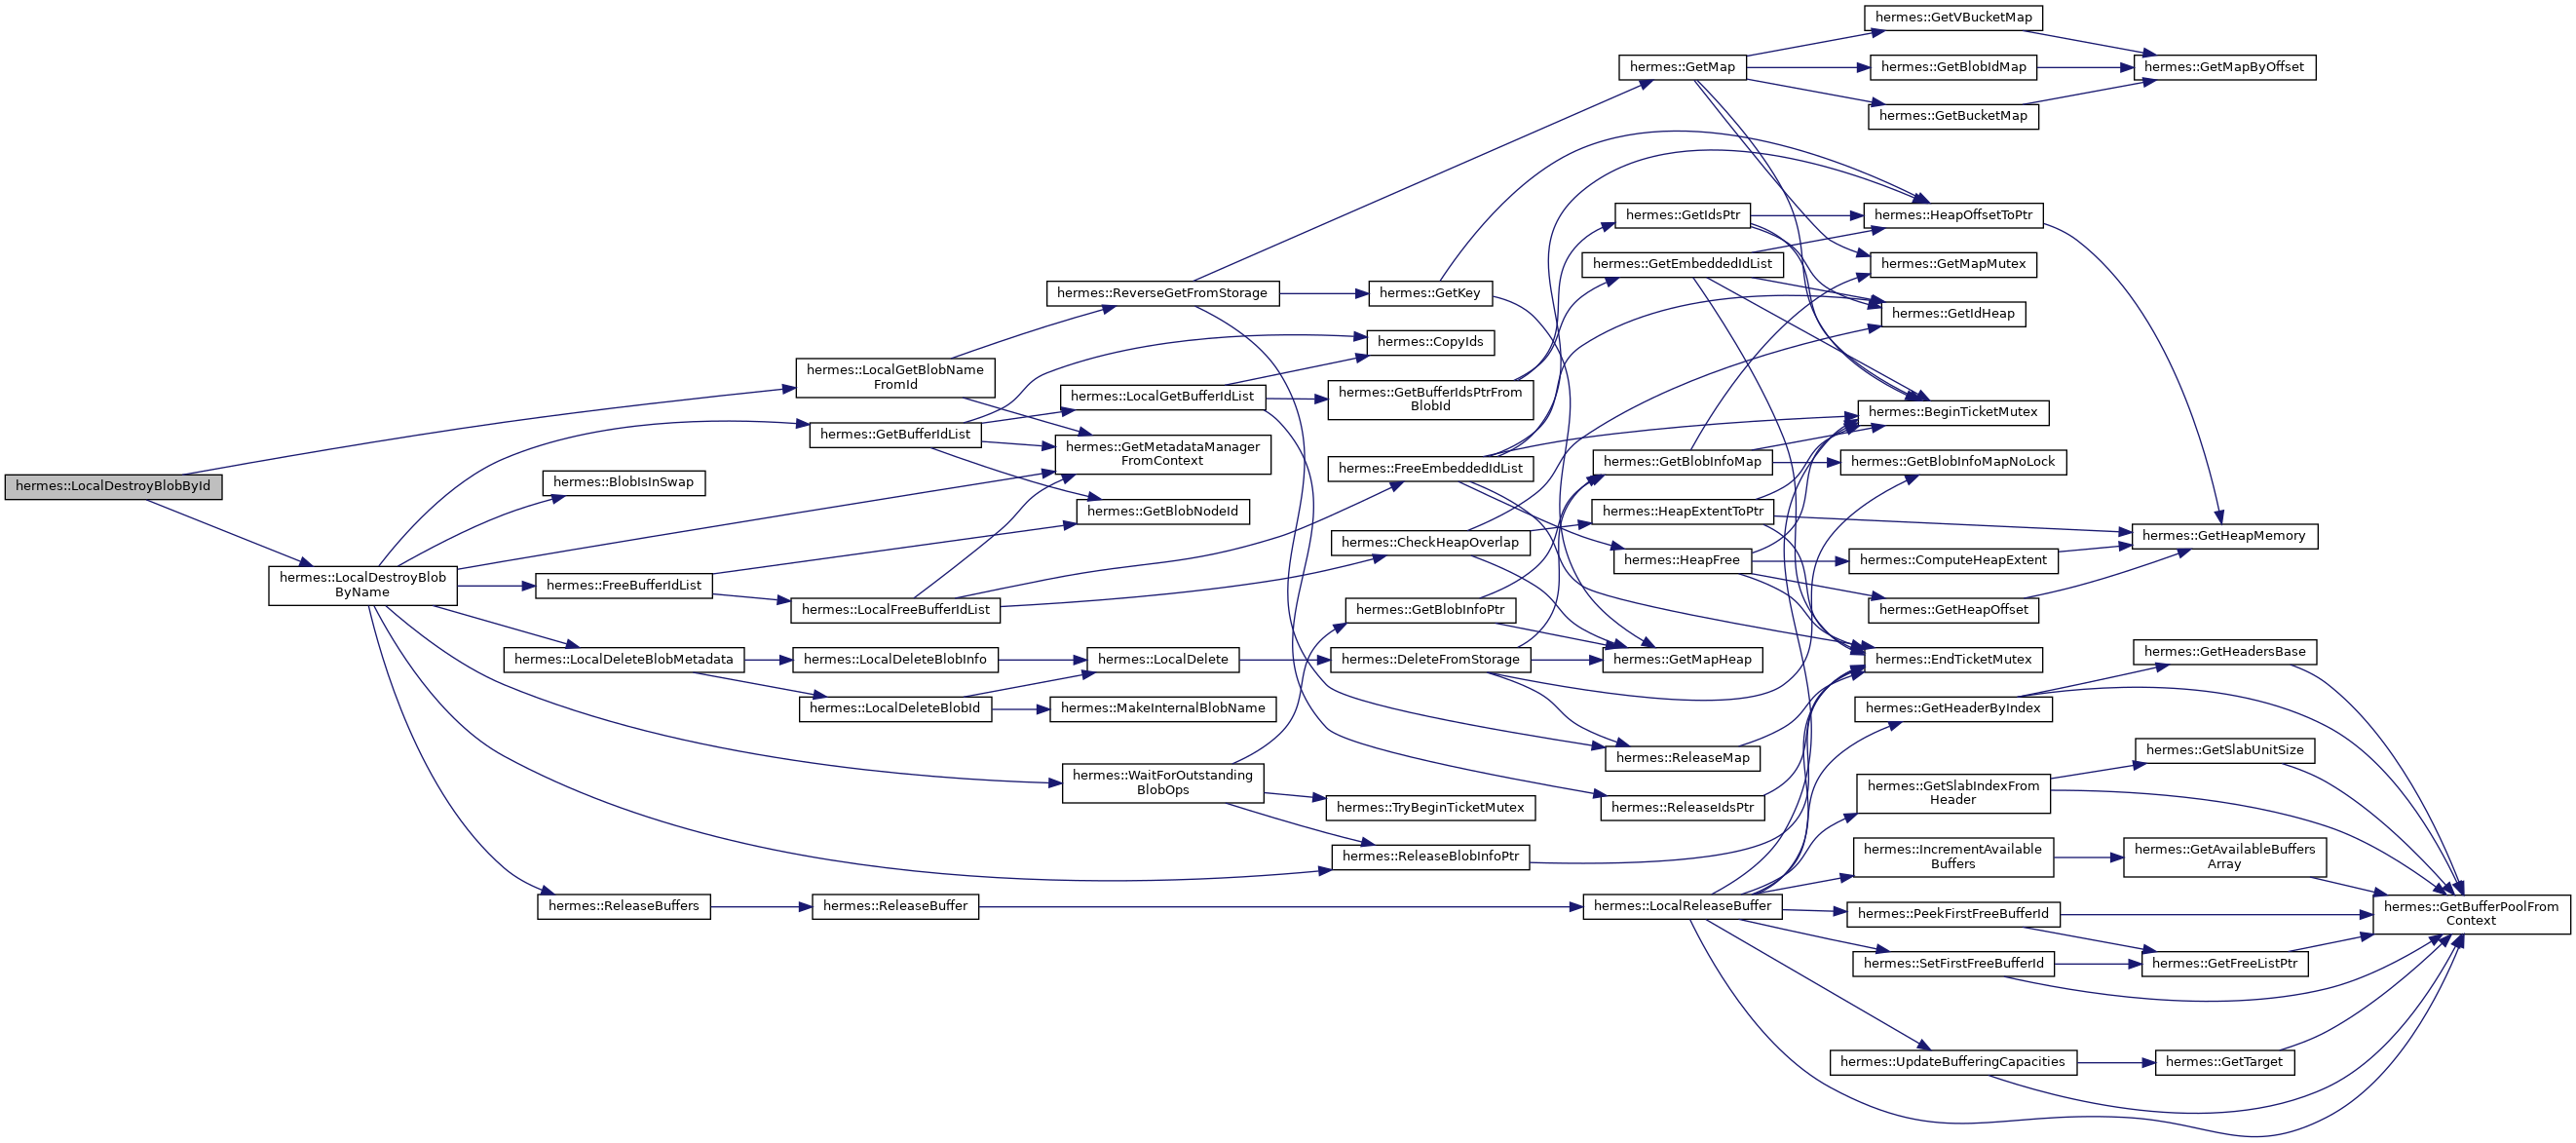 hermes::LocalDestroyBlobById
hermes::LocalDestroyBlob
ByName
hermes::BlobIsInSwap
hermes::FreeBufferIdList
hermes::LocalDeleteBlobMetadata
hermes::ReleaseBuffers
hermes::LocalGetBlobName
FromId
hermes::GetBufferIdList
hermes::LocalFreeBufferIdList
hermes::LocalDeleteBlobInfo
hermes::LocalDeleteBlobId
hermes::ReleaseBuffer
hermes::ReverseGetFromStorage
hermes::LocalGetBufferIdList
hermes::GetMetadataManager
FromContext
hermes::GetBlobNodeId
hermes::LocalDelete
hermes::MakeInternalBlobName
hermes::WaitForOutstanding
BlobOps
hermes::GetKey
hermes::CopyIds
hermes::GetBufferIdsPtrFrom
BlobId
hermes::FreeEmbeddedIdList
hermes::CheckHeapOverlap
hermes::GetBlobInfoPtr
hermes::DeleteFromStorage
hermes::TryBeginTicketMutex
hermes::ReleaseBlobInfoPtr
hermes::GetMap
hermes::GetIdsPtr
hermes::GetEmbeddedIdList
hermes::GetBlobInfoMap
hermes::HeapExtentToPtr
hermes::HeapFree
hermes::GetMapHeap
hermes::ReleaseMap
hermes::ReleaseIdsPtr
hermes::LocalReleaseBuffer
hermes::GetVBucketMap
hermes::GetBlobIdMap
hermes::GetBucketMap
hermes::HeapOffsetToPtr
hermes::GetMapMutex
hermes::GetIdHeap
hermes::BeginTicketMutex
hermes::GetBlobInfoMapNoLock
hermes::ComputeHeapExtent
hermes::GetHeapOffset
hermes::EndTicketMutex
hermes::GetHeaderByIndex
hermes::GetSlabIndexFrom
Header
hermes::IncrementAvailable
Buffers
hermes::PeekFirstFreeBufferId
hermes::SetFirstFreeBufferId
hermes::UpdateBufferingCapacities
hermes::GetMapByOffset
hermes::GetHeapMemory
hermes::GetHeadersBase
hermes::GetSlabUnitSize
hermes::GetAvailableBuffers
Array
hermes::GetFreeListPtr
hermes::GetTarget
hermes::GetBufferPoolFrom
Context